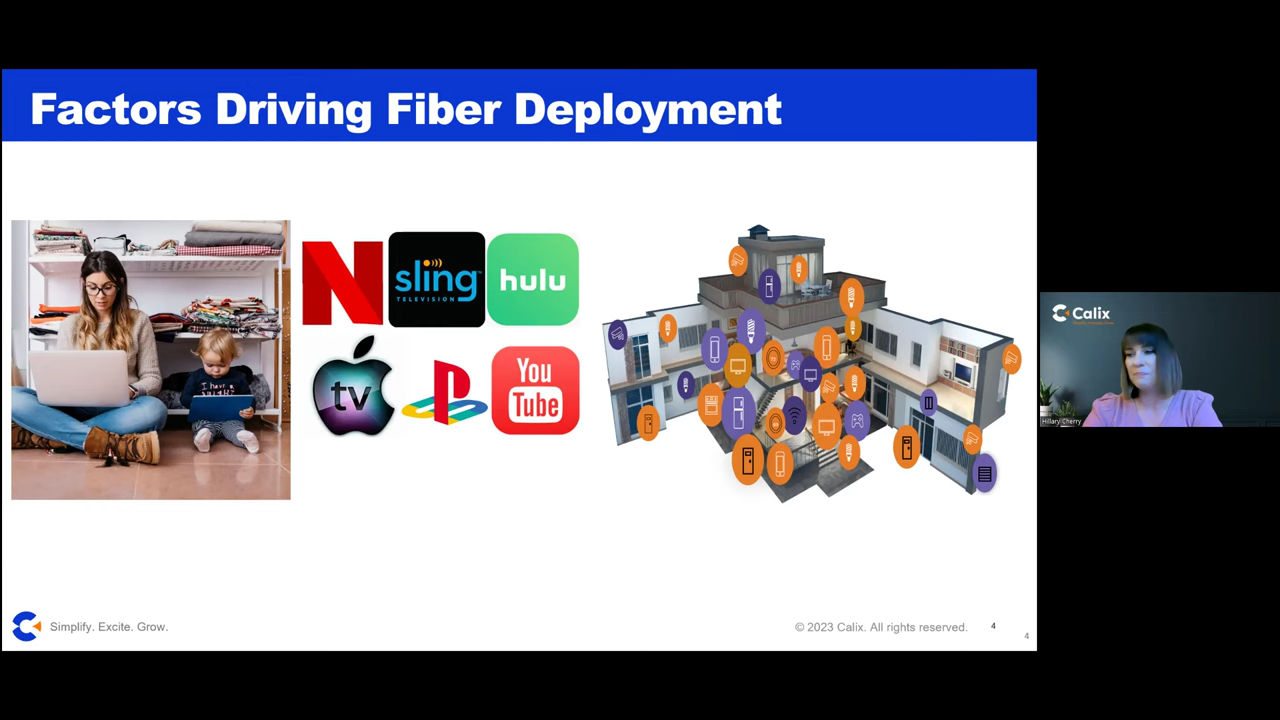 Factors Driving Fiber Deployment
N
sling
TELEVISION
hulu
tv
You
Tube
Calix
Hillary Cherry
Simplify. Excite. Grow.
© 2023 Calix. All rights reserved.
4
4